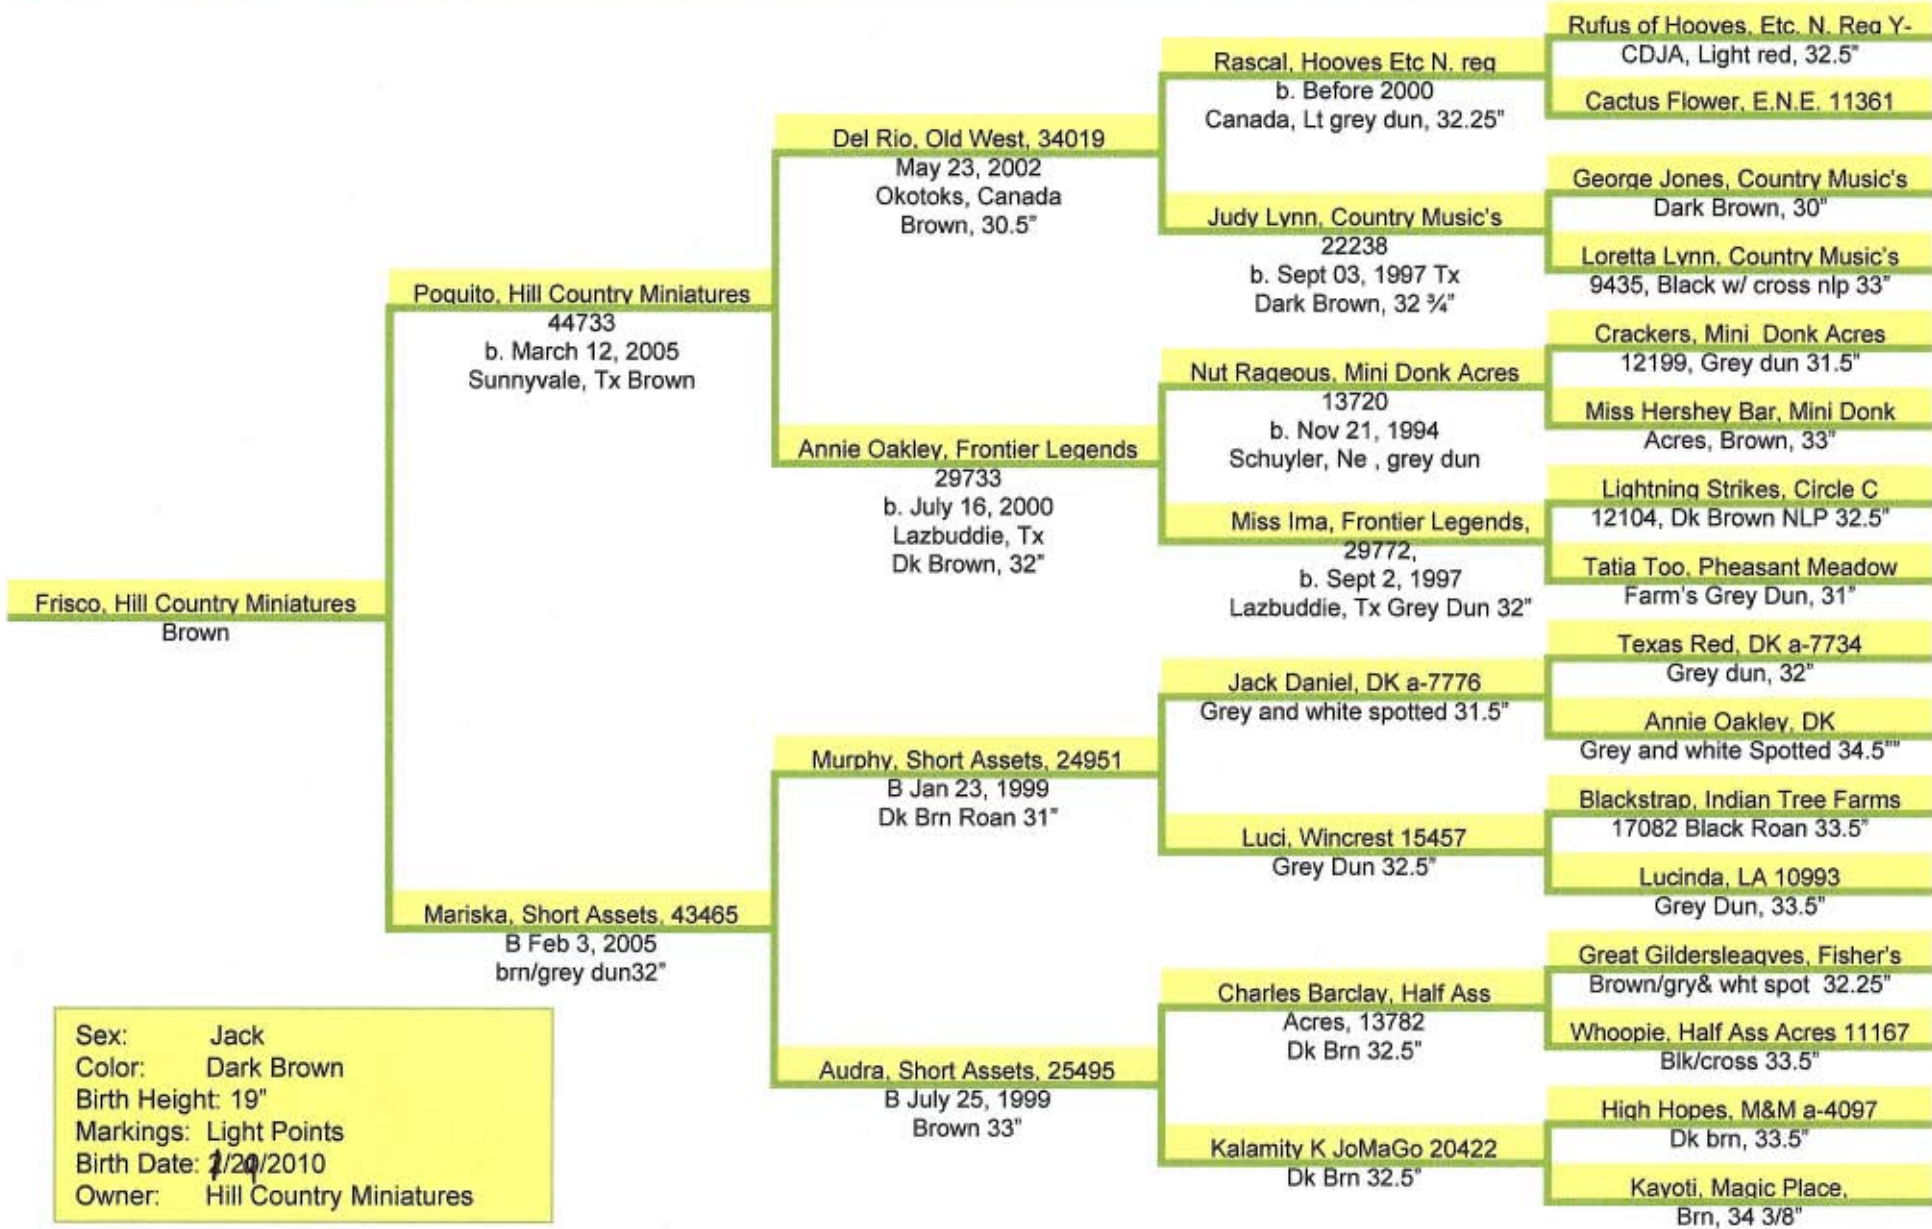 Frisco, Hill Country Miniatures
Brown
Poquito, Hill Country Miniatures
44733
b. March 12, 2005
Sunnyvale, Tx Brown
Mariska, Short Assets, 43465
B Feb 3, 2005
brn/grey dun32”
Del Rio, Old West, 34019
May 23, 2002
Okotoks, Canada
Brown, 30.5”
Annie Oakley, Frontier Legends
29733
b. July 16, 2000
Lazbuddie, Tx
Dk Brown, 32”
Murphy, Short Assets, 24951
B Jan 23, 1999
Dk Brn Roan 31”
Audra, Short Assets, 25495
B July 25, 1999
Brown 33”
Rascal, Hooves Etc N. reg
b. Before 2000
Canada, Lt grey dun, 32.25”
Judy Lynn, Country Music's
22238
b. Sept 03, 1997 Tx
Dark Brown, 32 ¾”
Nut Rageous, Mini Donk Acres
13720
b. Nov 21, 1994
Schuyler, Ne , grey dun
Miss Ima, Frontier Legends,
29772,
b. Sept 2, 1997
Lazbuddie, Tx Grey Dun 32”
Jack Daniel, DK a-7776
Grey and white spotted 31.5”
Luci, Wincrest 15457
Grey Dun 32.5”
Charles Barclay, Half Ass
Acres, 13782
Dk Brn 32.5”
Kalamity K JoMaGo 20422
Dk Brn 32.5”
Rufus of Hooves, Etc. N. Reg Y-
CDJA, Light red, 32.5”
Cactus Flower, E.N.E. 11361
George Jones, Country Music's
Dark Brown, 30”
Loretta Lynn, Country Music's
9435, Black w/ cross nlp 33”
Crackers, Mini Donk Acres
12199, Grey dun 31.5”
Miss Hershey Bar, Mini Donk
Acres, Brown, 33”
Lightning Strikes, Circle C
12104, Dk Brown NLP 32.5”
Tatia Too, Pheasant Meadow
Farm's Grey Dun, 31”
Texas Red, DK a-7734
Grey dun, 32”
Annie Oakley, DK
Grey and white Spotted 34.5””
Blackstrap, Indian Tree Farms
17082 Black Roan 33.5”
Lucinda, LA 10993
Grey Dun, 33.5”
Great Gildersleaqves, Fisher's
Brown/gry& wht spot 32.25”
Whoopie, Half Ass Acres 11167
Blk/cross 33.5”
High Hopes, M&M a-4097
Dk brn, 33.5”
Kayoti, Magic Place,
Brn, 34 3/8”
Sex: Jack
Color: Dark Brown
Birth Height: 19”
Markings: Light Points
Birth Date: /2010
Owner: Hill Country Miniatures